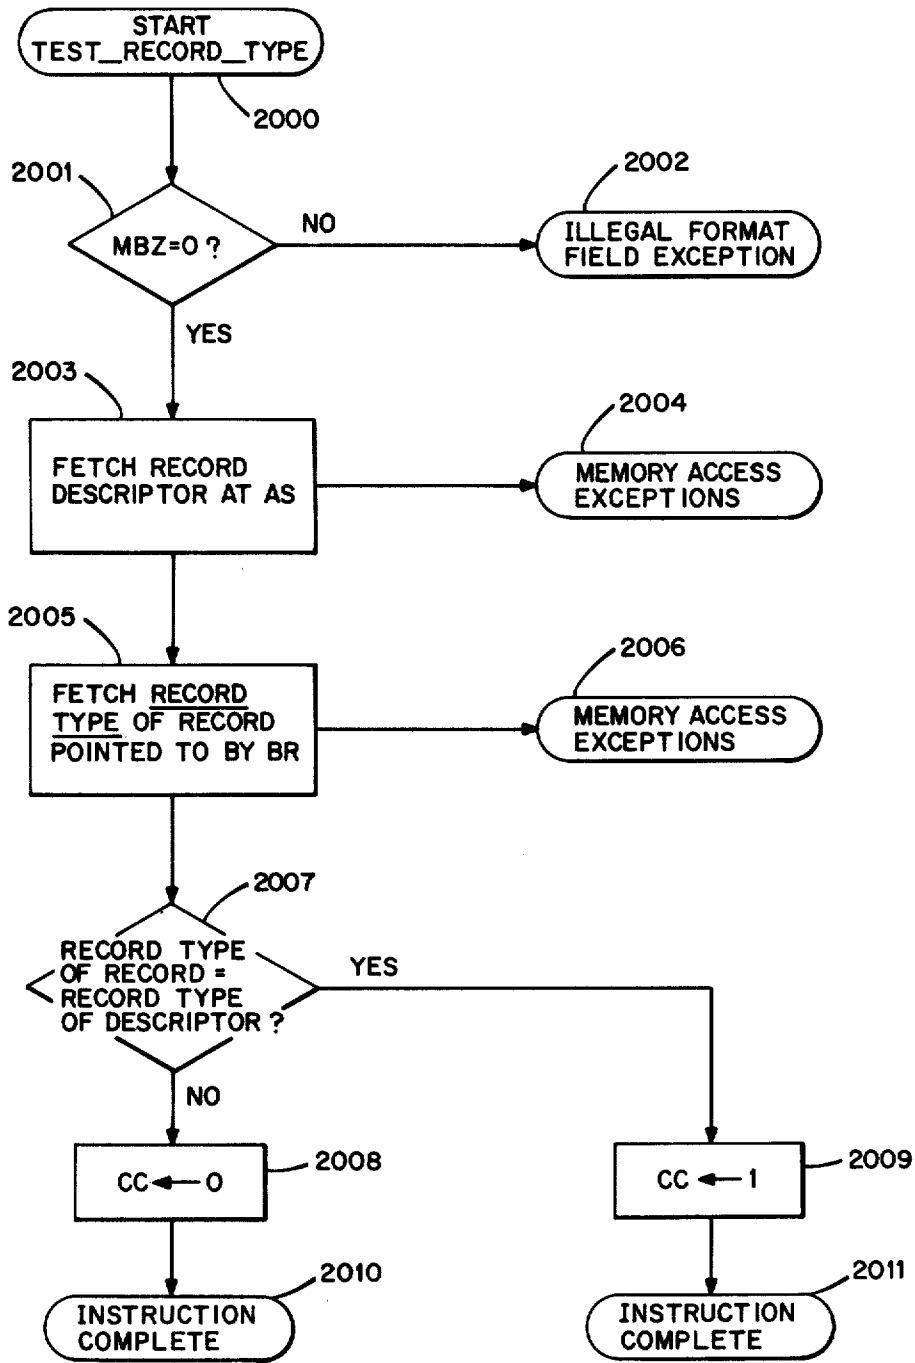 START
TEST_RECORD_TYPE
2000
2001
MBZ=0?
NO
2002
ILLEGAL FORMAT
FIELD EXCEPTION
YES
2003
FETCH RECORD
DESCRIPTOR AT AS
2004
MEMORY ACCESS
EXCEPTIONS
2005
FETCH RECORD
TYPE OF RECORD
POINTED TO BY BR
2006
MEMORY ACCESS
EXCEPTIONS
2007
RECORD TYPE
OF RECORD =
RECORD TYPE
OF DESCRIPTOR?
YES
NO
CC ← 0
2008
CC ← 1
2009
INSTRUCTION
COMPLETE
2010
INSTRUCTION
COMPLETE
2011